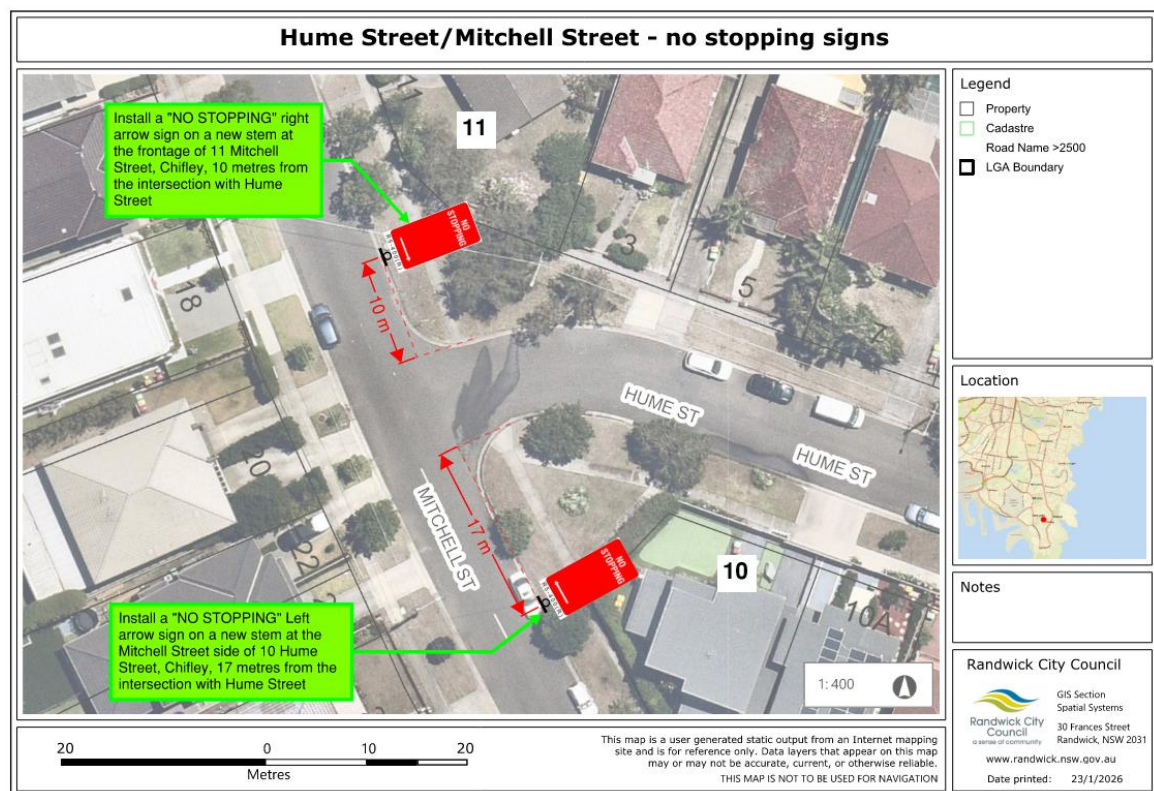 Hume Street/Mitchell Street - no stopping signs
Install a "NO STOPPING" right
arrow sign on a new stem at
the frontage of 11 Mitchell
Street, Chifley, 10 metres from
the intersection with Hume
Street
11
NO
STOPPING
10 m
18
3
5
7
HUME ST
HUME ST
20
22
MITCHELL ST
17 m
NO
STOPPING
10
10A
Install a "NO STOPPING" Left
arrow sign on a new stem at the
Mitchell Street side of 10 Hume
Street, Chifley, 17 metres from the
intersection with Hume Street
1: 400
Legend
Property
Cadastre
Road Name >2500
LGA Boundary
Location
Notes
Randwick City Council
Randwick City
Council
a sense of community
GIS Section
Spatial Systems
30 Frances Street
Randwick, NSW 2031
www.randwick.nsw.gov.au
Date printed: 23/1/2026
20 0 10 20
Metres
This map is a user generated static output from an Internet mapping
site and is for reference only. Data layers that appear on this map
may or may not be accurate, current, or otherwise reliable.
THIS MAP IS NOT TO BE USED FOR NAVIGATION